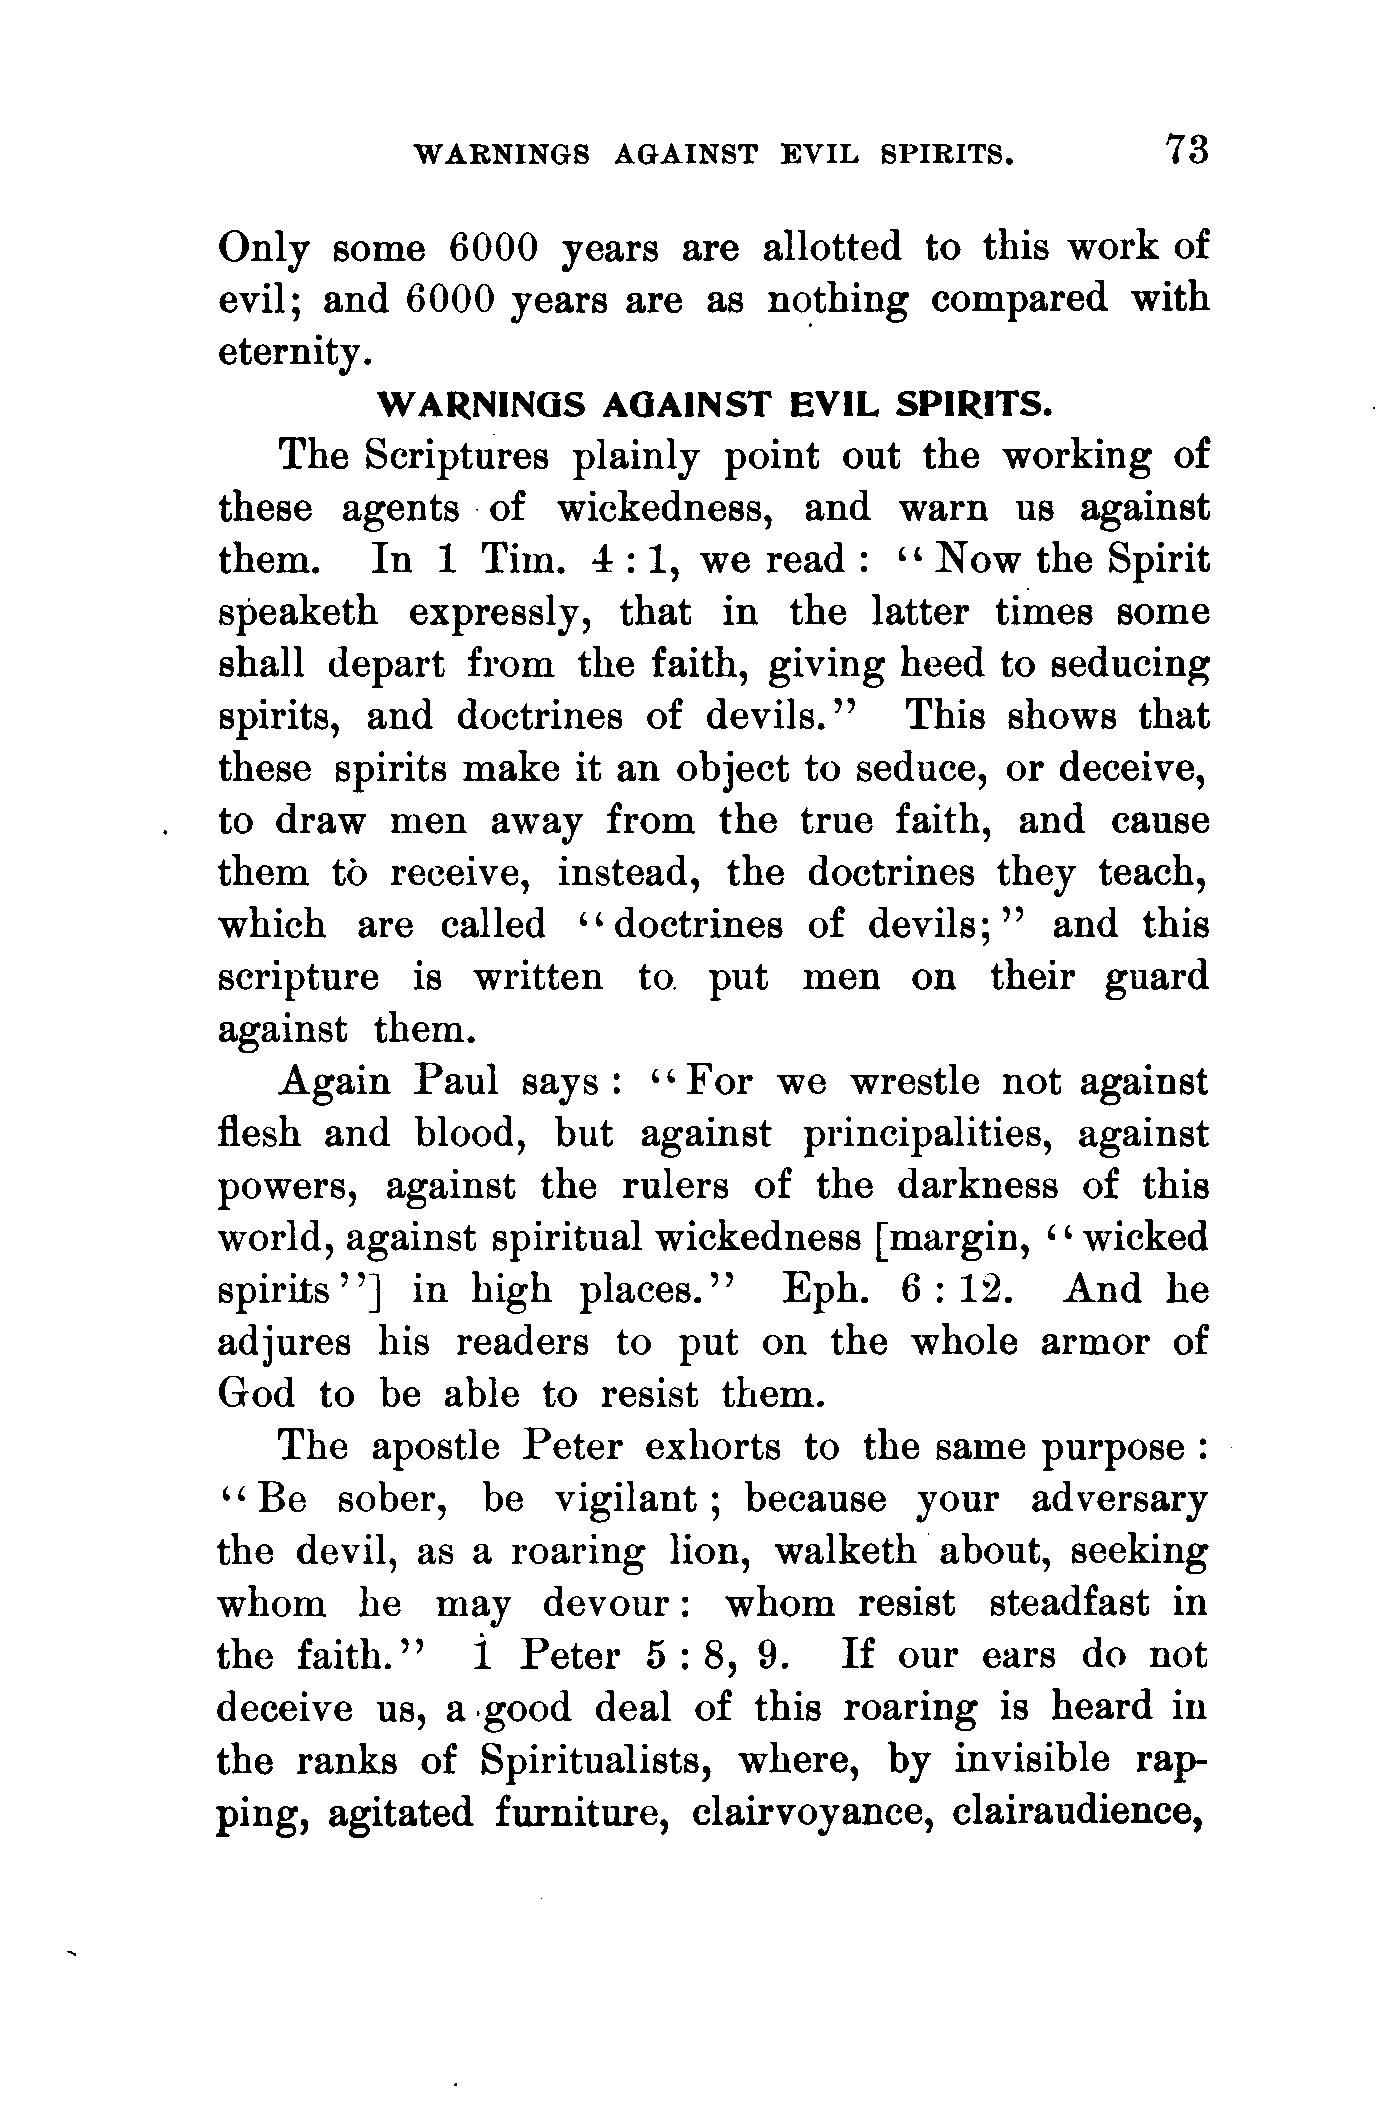 WARNINGS AGAINST EVIL SPIRITS. 73
Only some 6000 years are allotted to this work of
evil; and 6000 years are as nothing compared with
eternity.
WARNINGS AGAINST EVIL SPIRITS.
The Scriptures plainly point out the working of
these agents of wickedness, and warn us against
them. In 1 Tim. 4 : 1, we read : “ Now the Spirit
speaketh expressly, that in the latter times some
shall depart from the faith, giving heed to seducing
spirits, and doctrines of devils.” This shows that
these spirits make it an object to seduce, or deceive,
to draw men away from the true faith, and cause
them to receive, instead, the doctrines they teach,
which are called “ doctrines of devils; ” and this
scripture is written to put men on their guard
against them.
Again Paul says : “ For we wrestle not against
flesh and blood, but against principalities, against
powers, against the rulers of the darkness of this
world, against spiritual wickedness [margin, “ wicked
spirits ”] in high places.” Eph. 6 : 12. And he
adjures his readers to put on the whole armor of
God to be able to resist them.
The apostle Peter exhorts to the same purpose :
“ Be sober, be vigilant ; because your adversary
the devil, as a roaring lion, walketh about, seeking
whom he may devour : whom resist steadfast in
the faith.” 1 Peter 5 : 8, 9. If our ears do not
deceive us, a good deal of this roaring is heard in
the ranks of Spiritualists, where, by invisible rap-
ping, agitated furniture, clairvoyance, clairaudience,